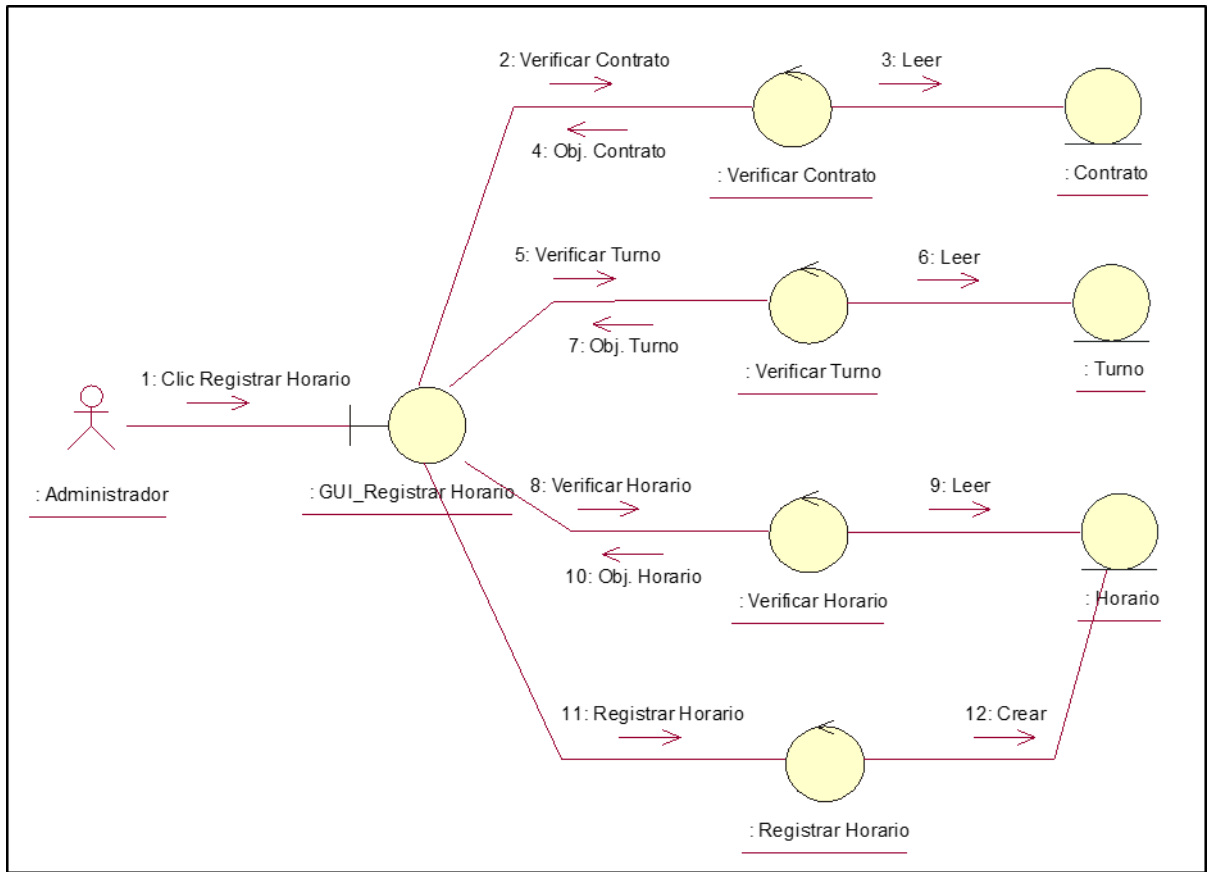 2: Verificar Contrato
3: Leer
4: Obj. Contrato
: Verificar Contrato
: Contrato
5: Verificar Turno
6: Leer
7: Obj. Turno
: Verificar Turno
: Turno
1: Clic Registrar Horario
: Administrador
: GUI_Registrar Horario
8: Verificar Horario
9: Leer
10: Obj. Horario
: Verificar Horario
: Horario
11: Registrar Horario
12: Crear
: Registrar Horario